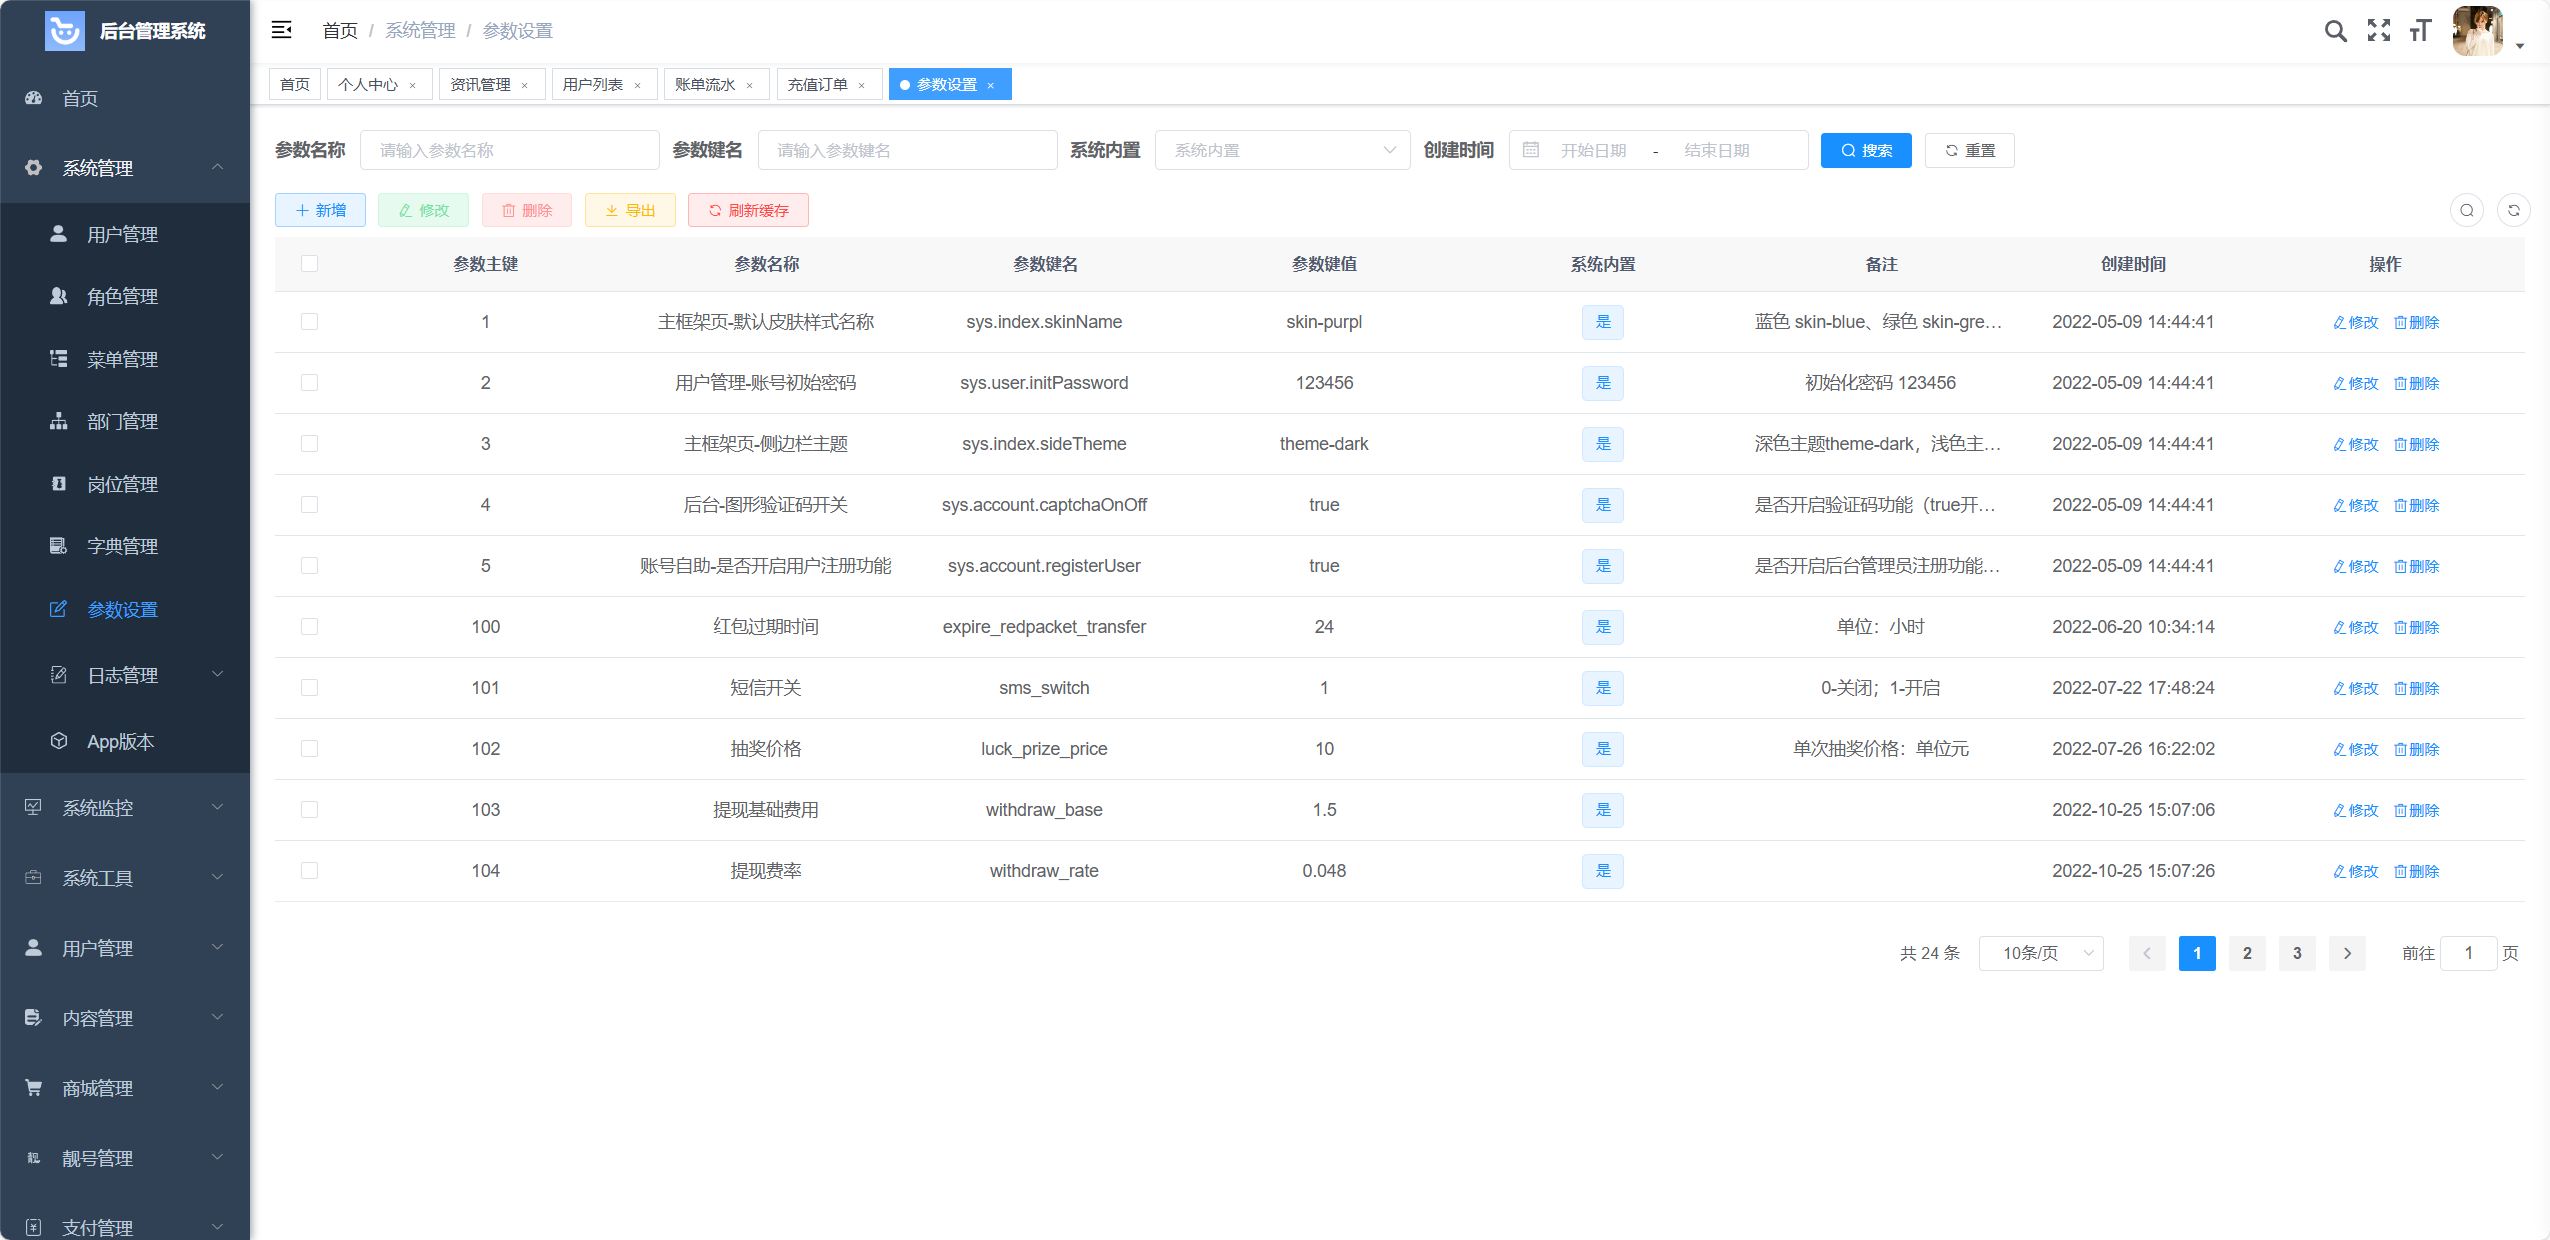 后台管理系统
首页 / 系统管理 / 参数设置
首页
系统管理
用户管理
角色管理
菜单管理
部门管理
岗位管理
字典管理
参数设置
日志管理
App版本
系统监控
系统工具
用户管理
内容管理
商城管理
靓 靓号管理
支付管理
首页 个人中心 × 资讯管理 × 用户列表 × 账单流水 × 充值订单 × 参数设置 ×
参数名称 请输入参数名称 参数键名 请输入参数键名 系统内置 系统内置 创建时间 开始日期 - 结束日期 搜索 重置
新增 修改 删除 导出 刷新缓存
参数主键 参数名称 参数键名 参数键值 系统内置 备注 创建时间 操作
1 主框架页-默认皮肤样式名称 sys.index.skinName skin-purpl 是 蓝色 skin-blue、绿色 skin-gre… 2022-05-09 14:44:41 修改 删除
2 用户管理-账号初始密码 sys.user.initPassword 123456 是 初始化密码 123456 2022-05-09 14:44:41 修改 删除
3 主框架页-侧边栏主题 sys.index.sideTheme theme-dark 是 深色主题theme-dark，浅色主… 2022-05-09 14:44:41 修改 删除
4 后台-图形验证码开关 sys.account.captchaOnOff true 是 是否开启验证码功能（true开… 2022-05-09 14:44:41 修改 删除
5 账号自助-是否开启用户注册功能 sys.account.registerUser true 是 是否开启后台管理员注册功能… 2022-05-09 14:44:41 修改 删除
100 红包过期时间 expire_redpacket_transfer 24 是 单位：小时 2022-06-20 10:34:14 修改 删除
101 短信开关 sms_switch 1 是 0-关闭；1-开启 2022-07-22 17:48:24 修改 删除
102 抽奖价格 luck_prize_price 10 是 单次抽奖价格：单位元 2022-07-26 16:22:02 修改 删除
103 提现基础费用 withdraw_base 1.5 是 2022-10-25 15:07:06 修改 删除
104 提现费率 withdraw_rate 0.048 是 2022-10-25 15:07:26 修改 删除
共 24 条 10条/页 1 2 3 前往 1 页